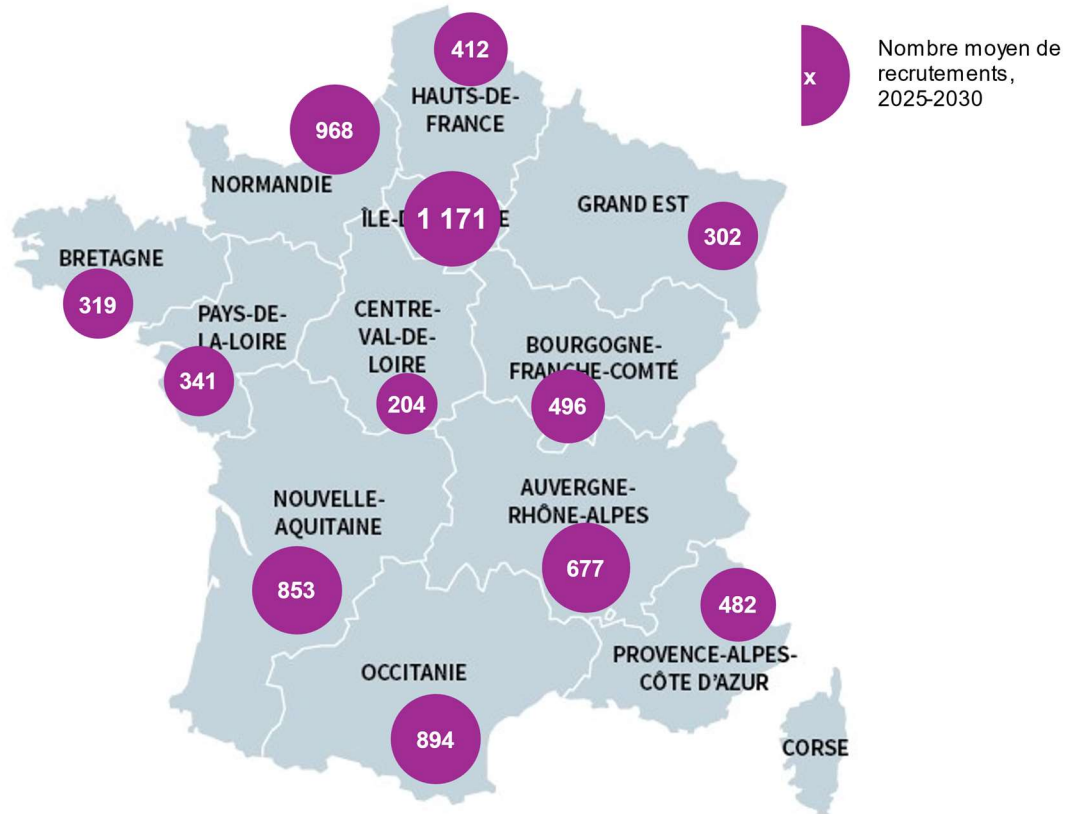 412
HAUTS-DE-
FRANCE
x
Nombre moyen de
recrutements,
2025-2030
968
NORMANDIE
ÎLE-D
1 171
E
GRAND EST
302
BRETAGNE
319
PAYS-DE-
LA-LOIRE
341
CENTRE-
VAL-DE-
LOIRE
204
BOURGOGNE-
FRANCHE-COMTÉ
496
NOUVELLE-
AQUITAINE
853
AUVERGNE-
RHÔNE-ALPES
677
482
PROVENCE-ALPES-
CÔTE D'AZUR
OCCITANIE
894
CORSE